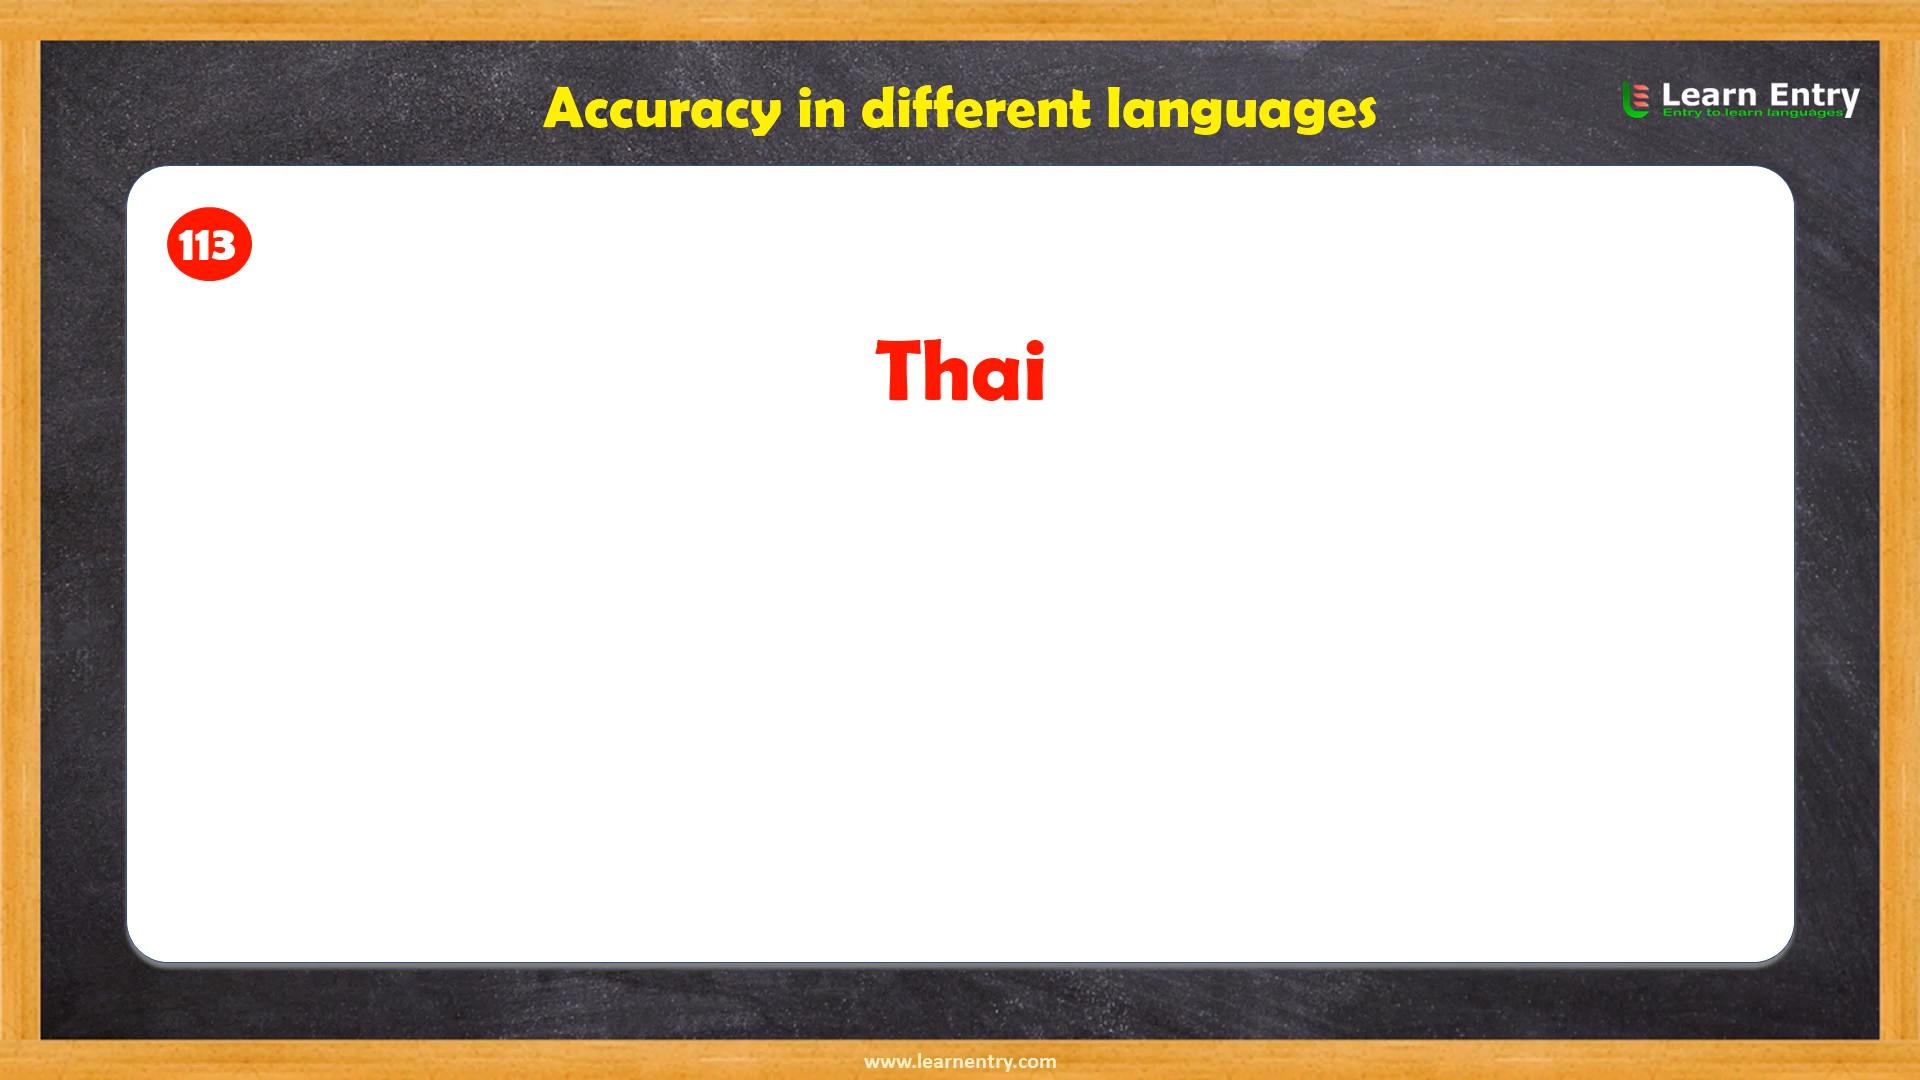 Accuracy in different languages
Learn Entry
Entry to learn languages
113
Thai
www.learnentry.com